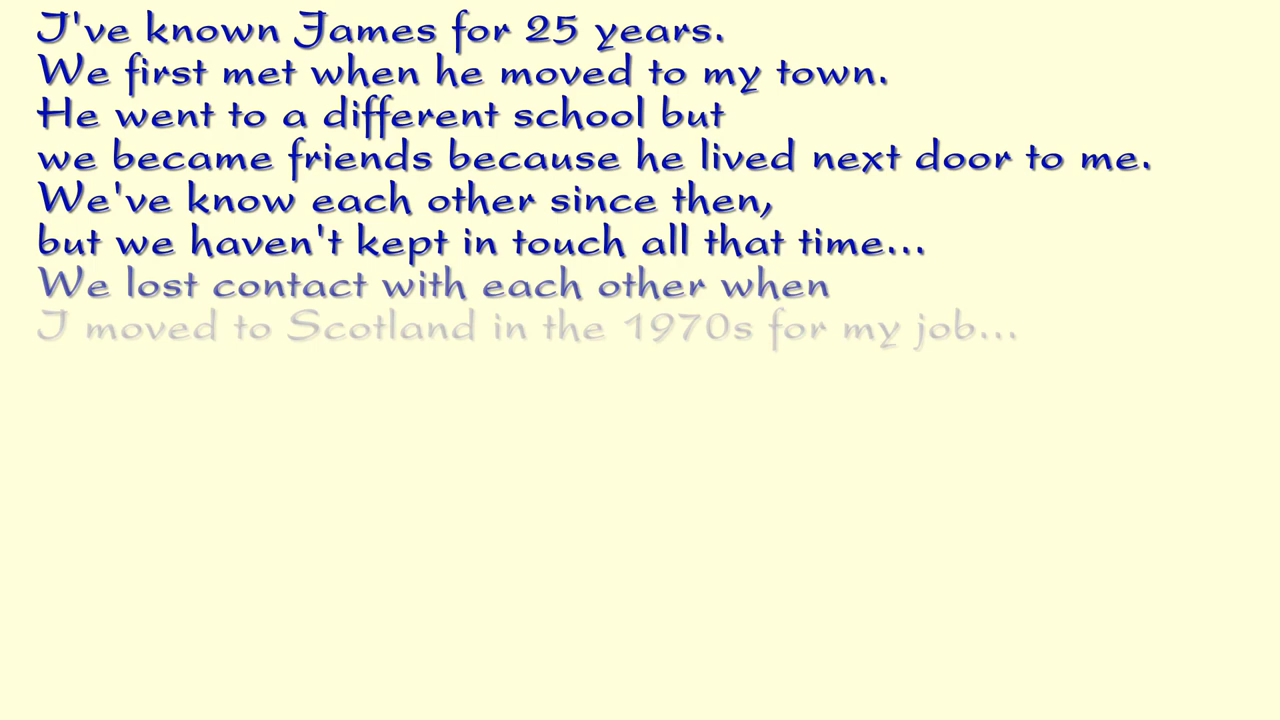 I've known James for 25 years.
We first met when he moved to my town.
He went to a different school but
we became friends because he lived next door to me.
We've know each other since then,
but we haven't kept in touch all that time...
We lost contact with each other when
I moved to Scotland in the 1970s for my job...